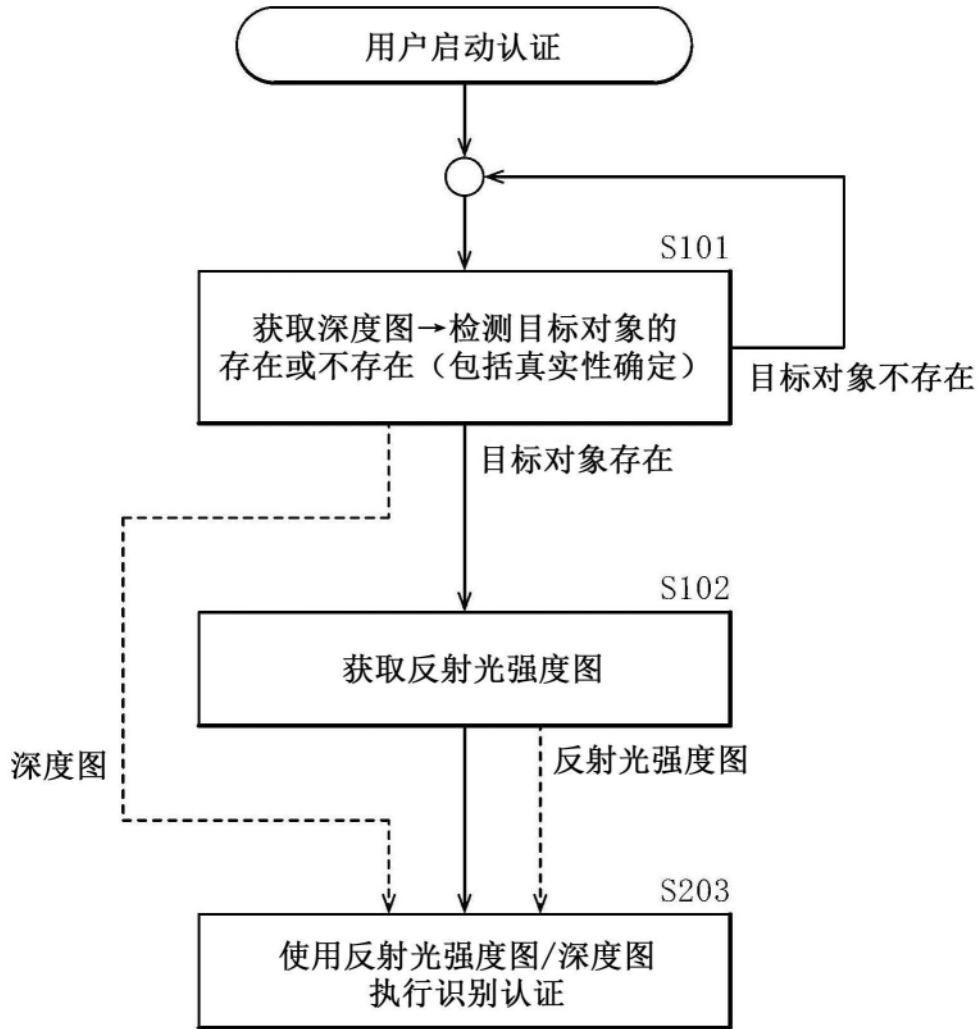 用户启动认证
S101
获取深度图→检测目标对象的
存在或不存在（包括真实性确定）
目标对象不存在
目标对象存在
S102
获取反射光强度图
深度图
反射光强度图
S203
使用反射光强度图/深度图
执行识别认证